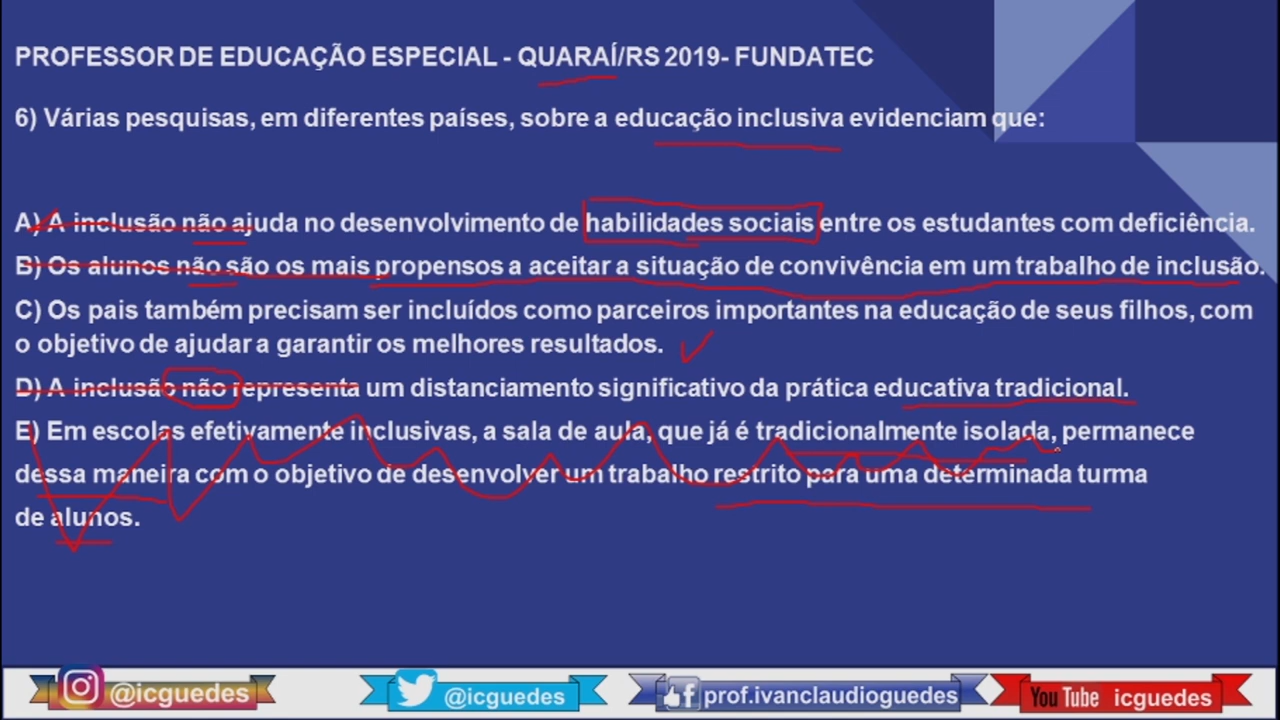 PROFESSOR DE EDUCAÇÃO ESPECIAL - QUARAÍ/RS 2019- FUNDATEC
6) Várias pesquisas, em diferentes países, sobre a educação inclusiva evidenciam que:
A) A inclusão não ajuda no desenvolvimento de habilidades sociais entre os estudantes com deficiência.
B) Os alunos não são os mais propensos a aceitar a situação de convivência em um trabalho de inclusão.
C) Os pais também precisam ser incluídos como parceiros importantes na educação de seus filhos, com
o objetivo de ajudar a garantir os melhores resultados.
D) A inclusão não representa um distanciamento significativo da prática educativa tradicional.
E) Em escolas efetivamente inclusivas, a sala de aula, que já é tradicionalmente isolada, permanece
dessa maneira com o objetivo de desenvolver um trabalho restrito para uma determinada turma
de alunos.
@icguedes @icguedes prof.ivanclaudioguedes You Tube icguedes